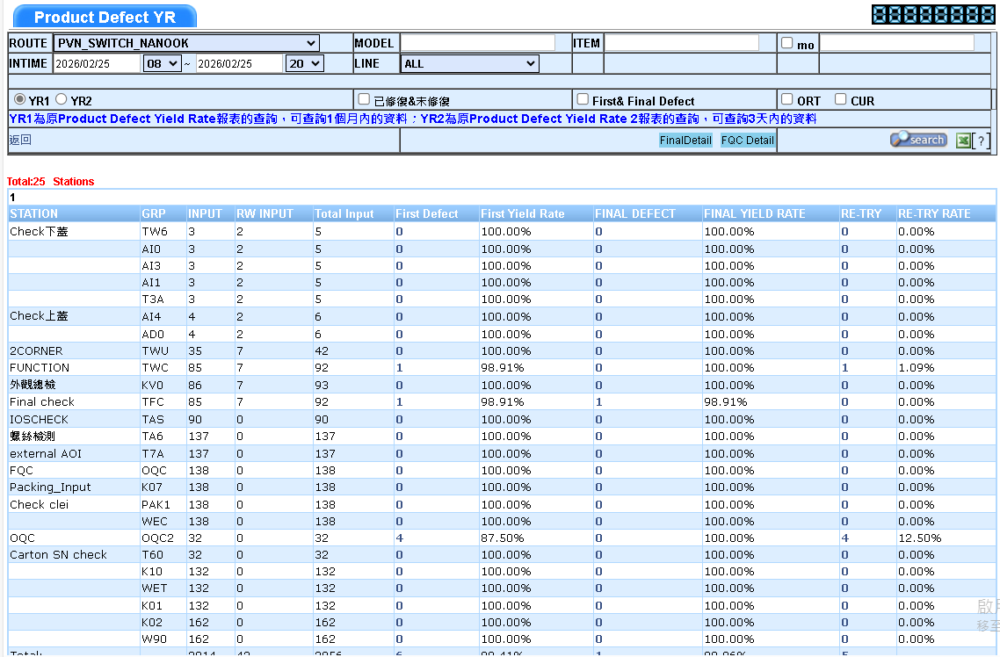 Product Defect YR
ROUTE PVN_SWITCH_NANOOK MODEL ITEM mo
INTIME 2026/02/25 08 ~ 2026/02/25 20 LINE ALL
YR1 YR2 已修復&未修復 First& Final Defect ORT CUR
YR1為原Product Defect Yield Rate報表的查詢，可查詢1個月內的資料；YR2為原Product Defect Yield Rate 2報表的查詢，可查詢3天內的資料
返回 FinalDetail FQC Detail search [?]
Total:25 Stations
1
STATION GRP INPUT RW INPUT Total Input First Defect First Yield Rate FINAL DEFECT FINAL YIELD RATE RE-TRY RE-TRY RATE
Check下蓋 TW6 3 2 5 0 100.00% 0 100.00% 0 0.00%
AI0 3 2 5 0 100.00% 0 100.00% 0 0.00%
AI3 3 2 5 0 100.00% 0 100.00% 0 0.00%
AI1 3 2 5 0 100.00% 0 100.00% 0 0.00%
T3A 3 2 5 0 100.00% 0 100.00% 0 0.00%
Check上蓋 AI4 4 2 6 0 100.00% 0 100.00% 0 0.00%
AD0 4 2 6 0 100.00% 0 100.00% 0 0.00%
2CORNER TWU 35 7 42 0 100.00% 0 100.00% 0 0.00%
FUNCTION TWC 85 7 92 1 98.91% 0 100.00% 1 1.09%
外觀總檢 KV0 86 7 93 0 100.00% 0 100.00% 0 0.00%
Final check TFC 85 7 92 1 98.91% 1 98.91% 0 0.00%
IOSCHECK TAS 90 0 90 0 100.00% 0 100.00% 0 0.00%
螺絲檢測 TA6 137 0 137 0 100.00% 0 100.00% 0 0.00%
external AOI T7A 137 0 137 0 100.00% 0 100.00% 0 0.00%
FQC OQC 138 0 138 0 100.00% 0 100.00% 0 0.00%
Packing_Input K07 138 0 138 0 100.00% 0 100.00% 0 0.00%
Check clei PAK1 138 0 138 0 100.00% 0 100.00% 0 0.00%
WEC 138 0 138 0 100.00% 0 100.00% 0 0.00%
OQC OQC2 32 0 32 4 87.50% 0 100.00% 4 12.50%
Carton SN check T60 32 0 32 0 100.00% 0 100.00% 0 0.00%
K10 132 0 132 0 100.00% 0 100.00% 0 0.00%
WET 132 0 132 0 100.00% 0 100.00% 0 0.00%
K01 132 0 132 0 100.00% 0 100.00% 0 0.00%
K02 162 0 162 0 100.00% 0 100.00% 0 0.00%
W90 162 0 162 0 100.00% 0 100.00% 0 0.00%
啟用
移至